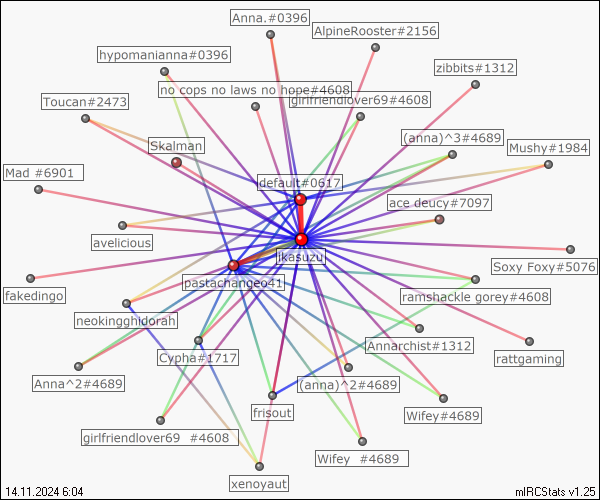 Anna.#0396
AlpineRooster#2156
hypomanianna#0396
zibbits#1312
no cops no laws no hope#4608
girlfriendlover69#4608
Toucan#2473
(anna)^3#4689
Skalman
Mushy#1984
Mad #6901
default#0617
ace deucy#7097
avelicious
ikasuzu
Soxy Foxy#5076
pastachangeo41
fakedingo
ramshackle gorey#4608
neokingghidorah
Annarchist#1312
Cypha#1717
rattgaming
Anna^2#4689
(anna)^2#4689
frisout
Wifey#4689
girlfriendlover69 #4608
Wifey #4689
xenoyaut
14.11.2024 6:04
mIRCStats v1.25